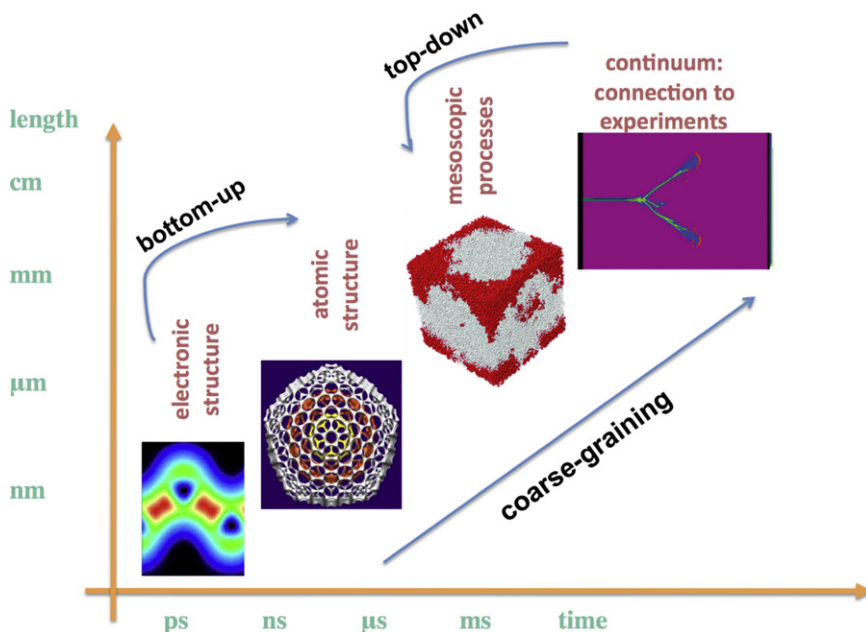 top-down
continuum:
connection to
experiments
length
cm
mm
μm
nm
bottom-up
electronic
structure
atomic
structure
mesoscopic
processes
coarse-graining
ps
ns
μs
ms
time